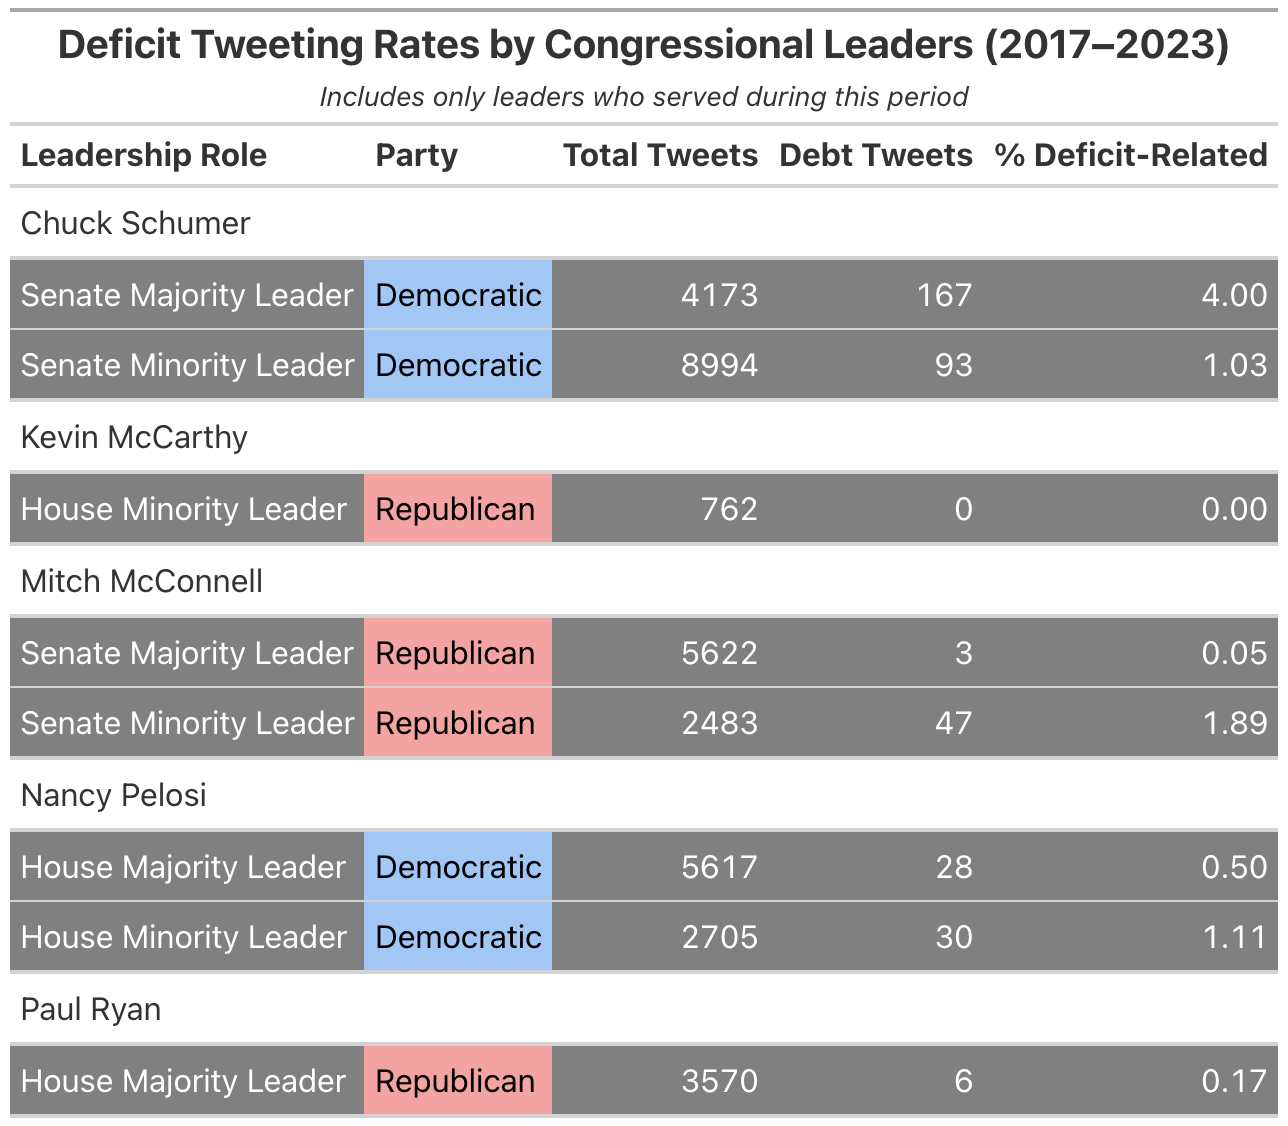 Deficit Tweeting Rates by Congressional Leaders (2017–2023)
Includes only leaders who served during this period
Leadership Role Party Total Tweets Debt Tweets % Deficit-Related
Chuck Schumer
Senate Majority Leader Democratic 4173 167 4.00
Senate Minority Leader Democratic 8994 93 1.03
Kevin McCarthy
House Minority Leader Republican 762 0 0.00
Mitch McConnell
Senate Majority Leader Republican 5622 3 0.05
Senate Minority Leader Republican 2483 47 1.89
Nancy Pelosi
House Majority Leader Democratic 5617 28 0.50
House Minority Leader Democratic 2705 30 1.11
Paul Ryan
House Majority Leader Republican 3570 6 0.17